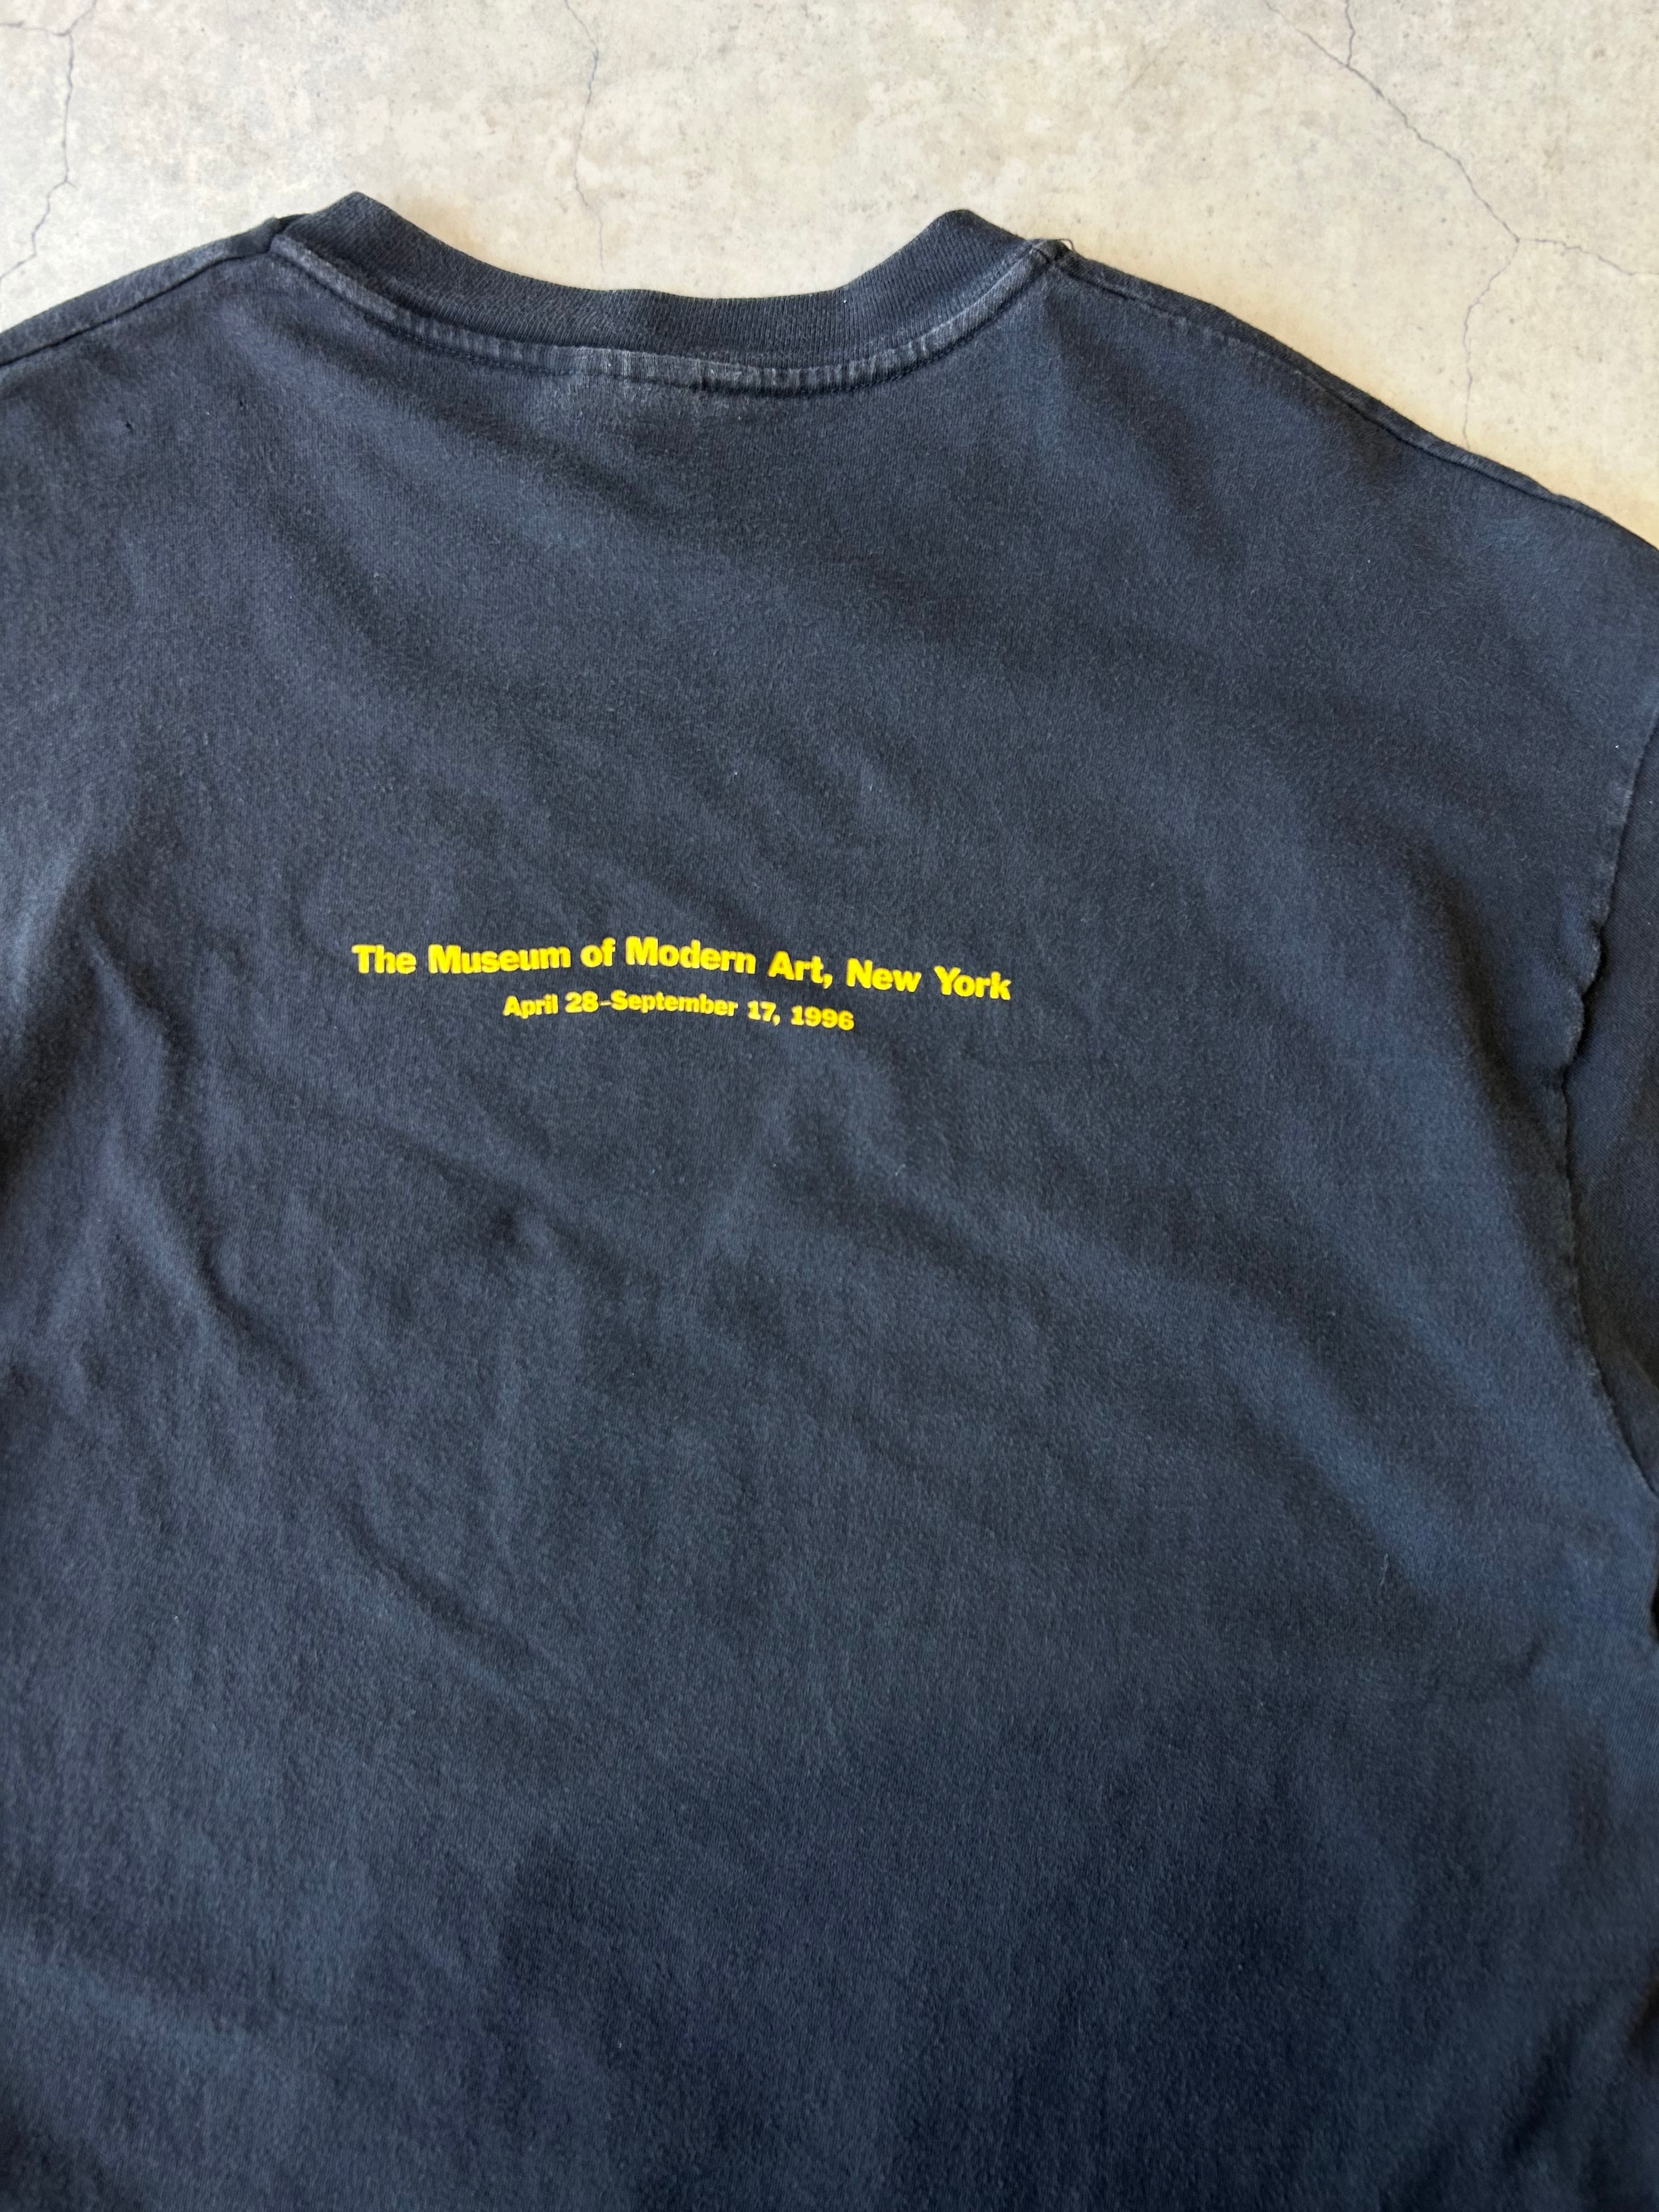 The Museum of Modern Art, New York
April 28–September 17, 1996